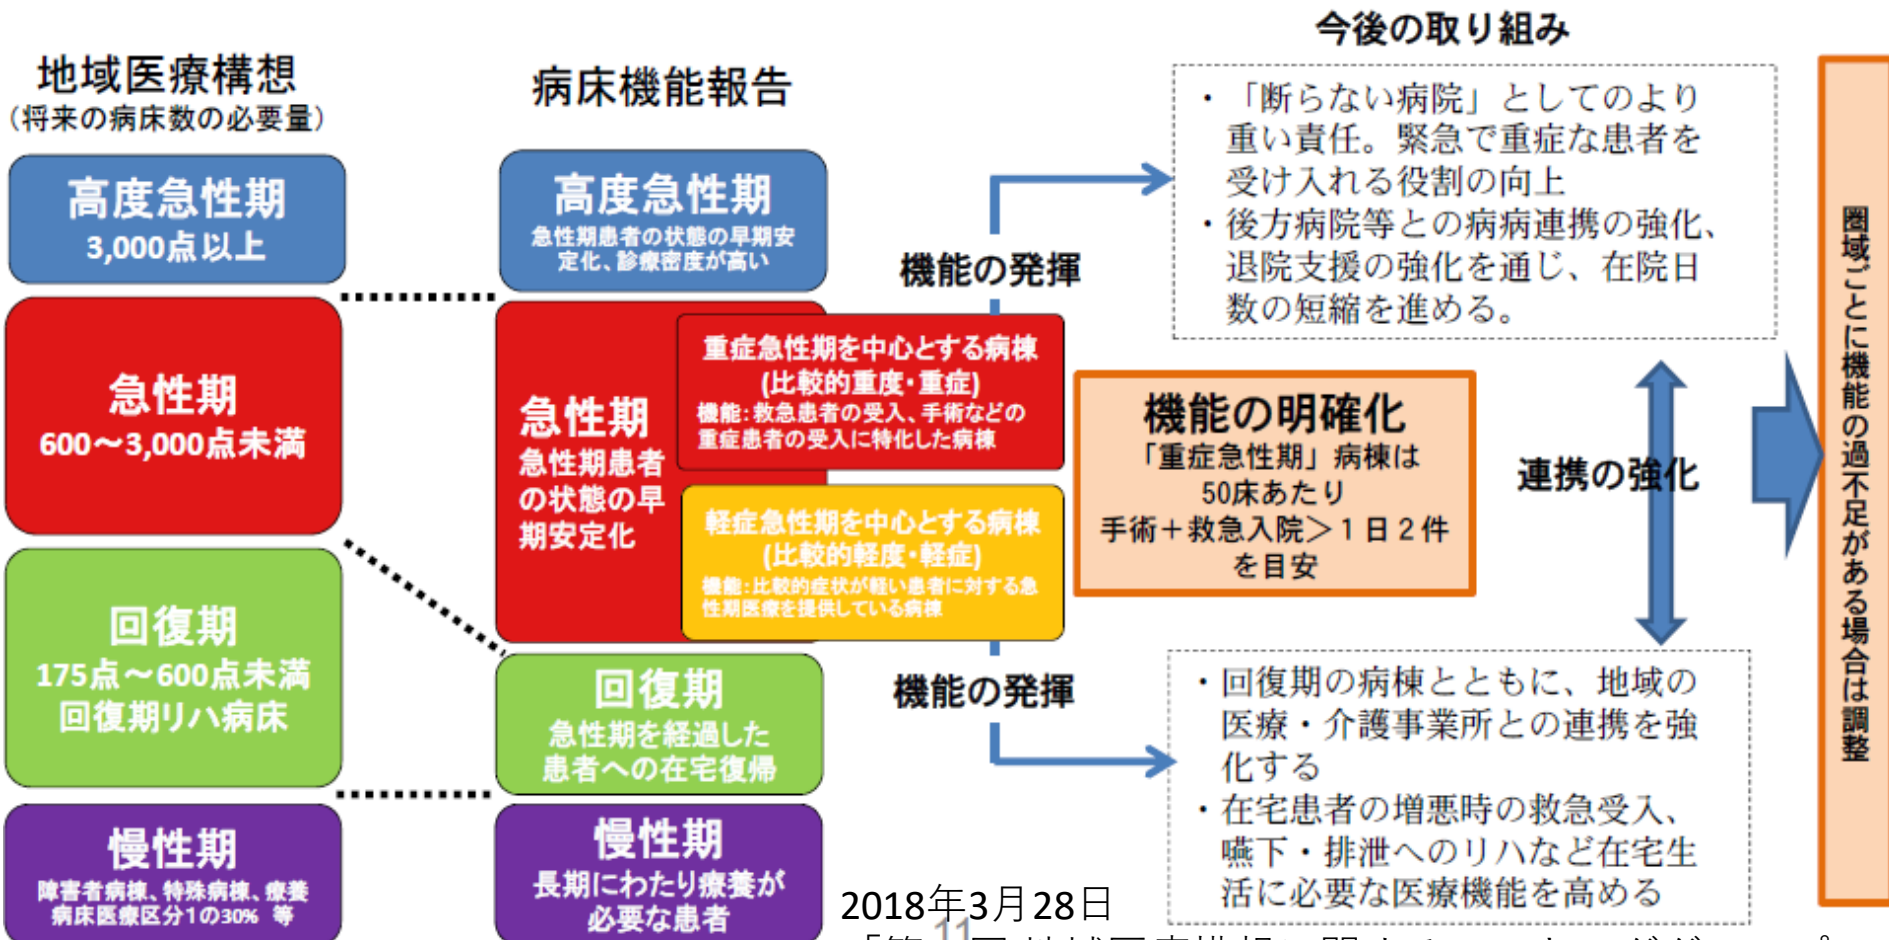 地域医療構想
（将来の病床数の必要量）
高度急性期
3,000点以上
急性期
600～3,000点未満
回復期
175点～600点未満
回復期リハ病床
慢性期
障害者病棟、特殊病棟、療養
病床医療区分1の30% 等
病床機能報告
高度急性期
急性期患者の状態の早期安
定化、診療密度が高い
急性期
急性期患者
の状態の早
期安定化
重症急性期を中心とする病棟
(比較的重度・重症)
機能：救急患者の受入、手術などの
重症患者の受入に特化した病棟
軽症急性期を中心とする病棟
(比較的軽度・軽症)
機能：比較的症状が軽い患者に対する急
性期医療を提供している病棟
回復期
急性期を経過した
患者への在宅復帰
慢性期
長期にわたり療養が
必要な患者
機能の発揮
機能の発揮
機能の明確化
「重症急性期」病棟は
50床あたり
手術＋救急入院＞１日２件
を目安
今後の取り組み
・「断らない病院」としてのより
重い責任。緊急で重症な患者を
受け入れる役割の向上
・後方病院等との病病連携の強化、
退院支援の強化を通じ、在院日
数の短縮を進める。
連携の強化
・回復期の病棟とともに、地域の
医療・介護事業所との連携を強
化する
・在宅患者の増悪時の救急受入、
嚥下・排泄へのリハなど在宅生
活に必要な医療機能を高める
圏域ごとに機能の過不足がある場合は調整
2018年3月28日
11